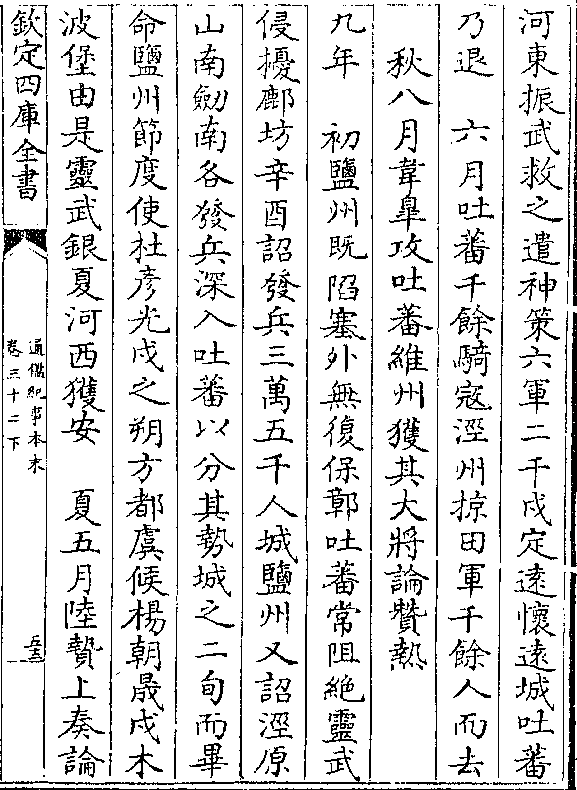 河東振武救之遣神策六軍二千戍定遠懷遠城吐蕃
乃退　六月吐蕃千餘騎寇涇州掠田軍千餘人而去
秋八月韋臯攻吐蕃維州獲其大將論贊熱
九年　初鹽州既陷塞外無復保鄣吐蕃常阻絶靈武
侵擾鄜坊辛酉詔發兵三萬五千人城鹽州又詔涇原
山南劒南各發兵深入吐蕃以分其勢城之二旬而畢
命鹽州節度使杜彦光戍之朔方都虞候楊朝晟戍木
波堡由是靈武銀夏河西獲安　夏五月陸贄上奏論
欽定四庫全書
通鑑紀事本末
卷三十二下